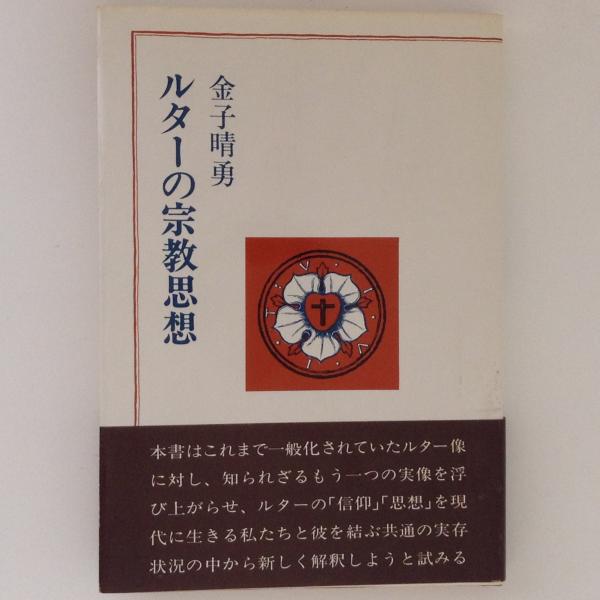 金子晴勇
ルターの宗教思想
V・I・V・I・T
本書はこれまで一般化されていたルター像
に対し、知られざるもう一つの実像を浮
び上がらせ、ルターの「信仰」「思想」を現
代に生きる私たちと彼を結ぶ共通の実存
状況の中から新しく解釈しようと試みる